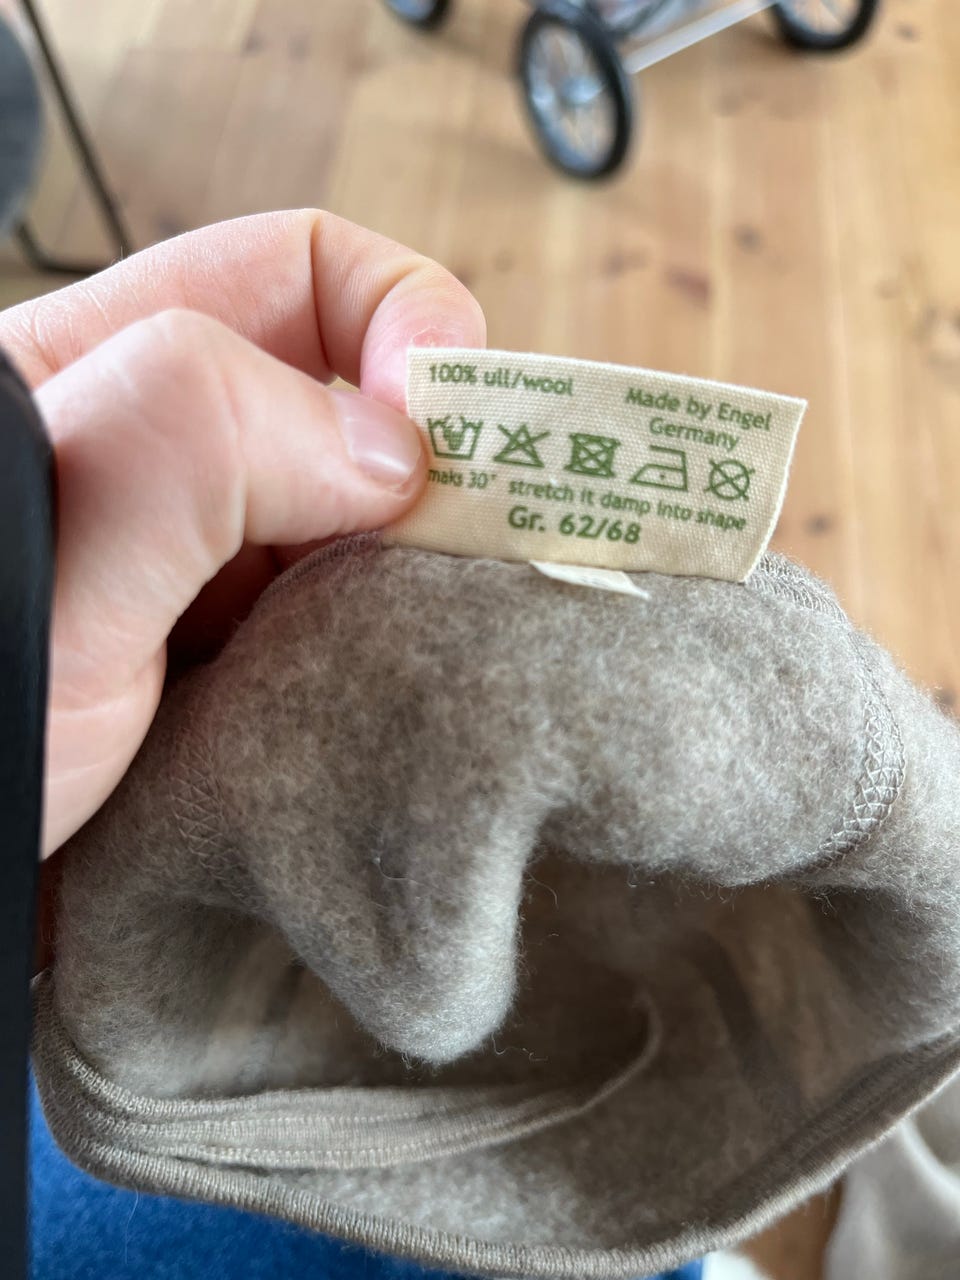 100% ull/wool
Made by Engel
Germany
maks 30°
stretch it damp into shape
Gr. 62/68